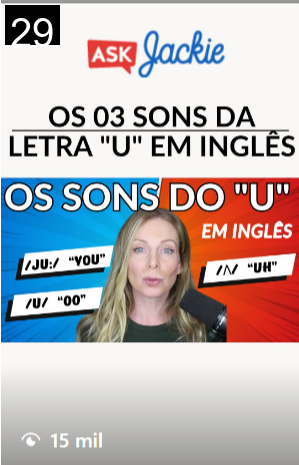 29
ASK Jackie
OS 03 SONS DA
LETRA "U" EM INGLÊS
OS SONS DO "U"
EM INGLÊS
/JU:/ "YOU"
/Λ/ "UH"
/U/ "OO"
15 mil